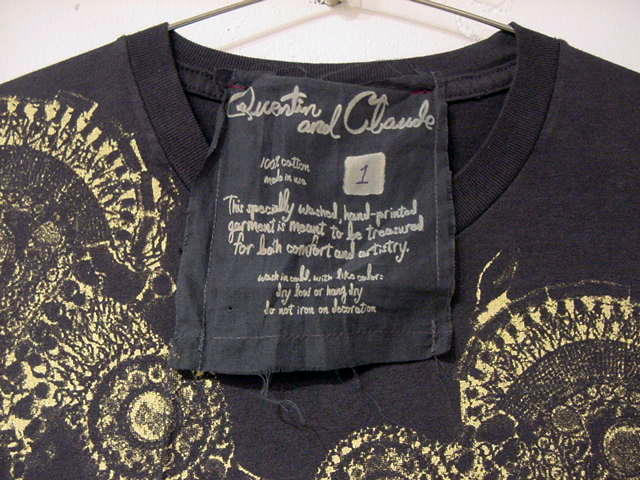 Quentin
and Claude
100% cotton
made in usa
1
This specially washed, hand-printed
garment is meant to be treasured
for both comfort and artistry.
wash in cold, with like colors
dry low or hang dry
do not iron on decoration